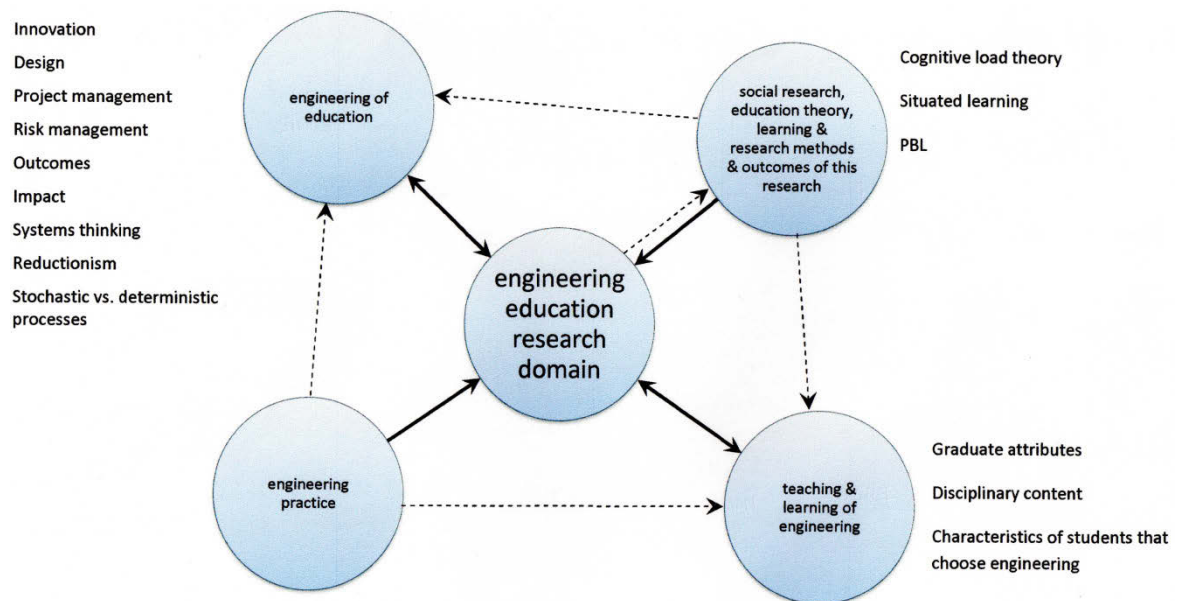 Innovation
Design
Project management
Risk management
Outcomes
Impact
Systems thinking
Reductionism
Stochastic vs. deterministic
processes
engineering of
education
social research,
education theory,
learning &
research methods
& outcomes of this
research
Cognitive load theory
Situated learning
PBL
engineering
education
research
domain
engineering
practice
teaching &
learning of
engineering
Graduate attributes
Disciplinary content
Characteristics of students that
choose engineering